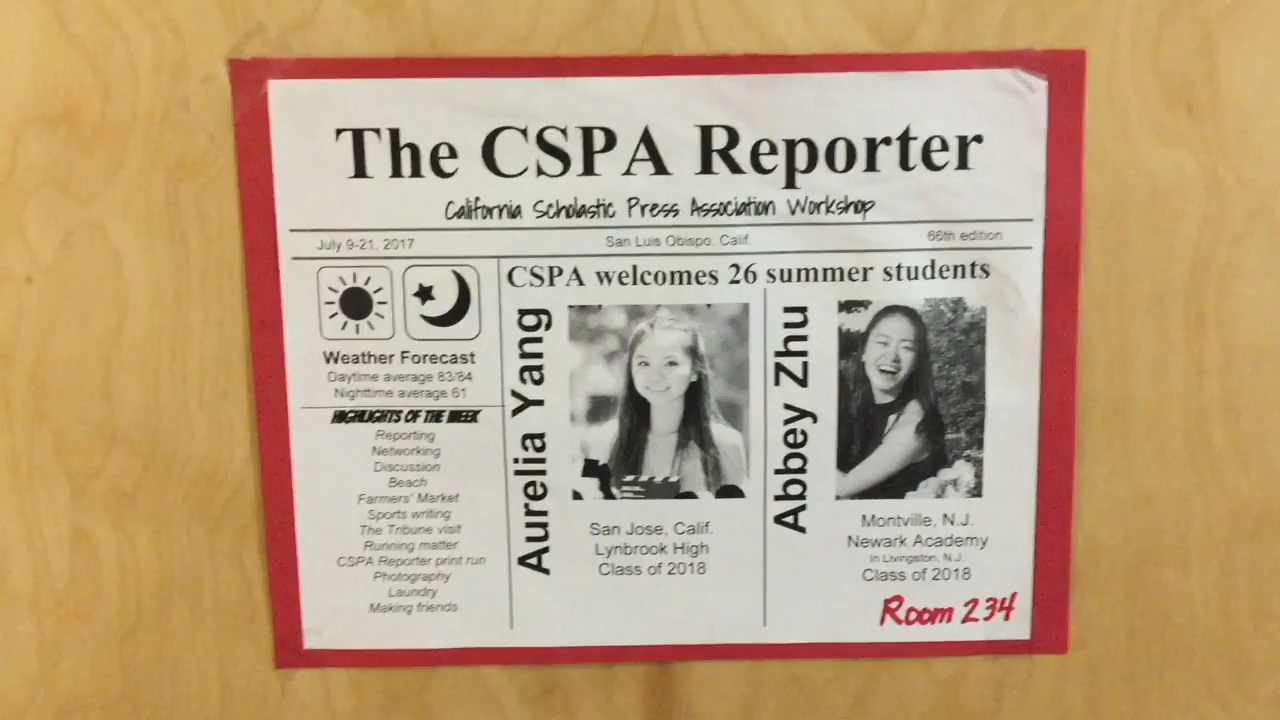 The CSPA Reporter
California Scholastic Press Association Workshop
July 9-21, 2017
San Luis Obispo, Calif.
66th edition
Weather Forecast
Daytime average 83/84
Nighttime average 61
HIGHLIGHTS OF THE WEEK
Reporting
Networking
Discussion
Beach
Farmers' Market
Sports writing
The Tribune visit
Running matter
CSPA Reporter print run
Photography
Laundry
Making friends
CSPA welcomes 26 summer students
Aurelia Yang
San Jose, Calif.
Lynbrook High
Class of 2018
Abbey Zhu
Montville, N.J.
Newark Academy
In Livingston, N.J.
Class of 2018
Room 234